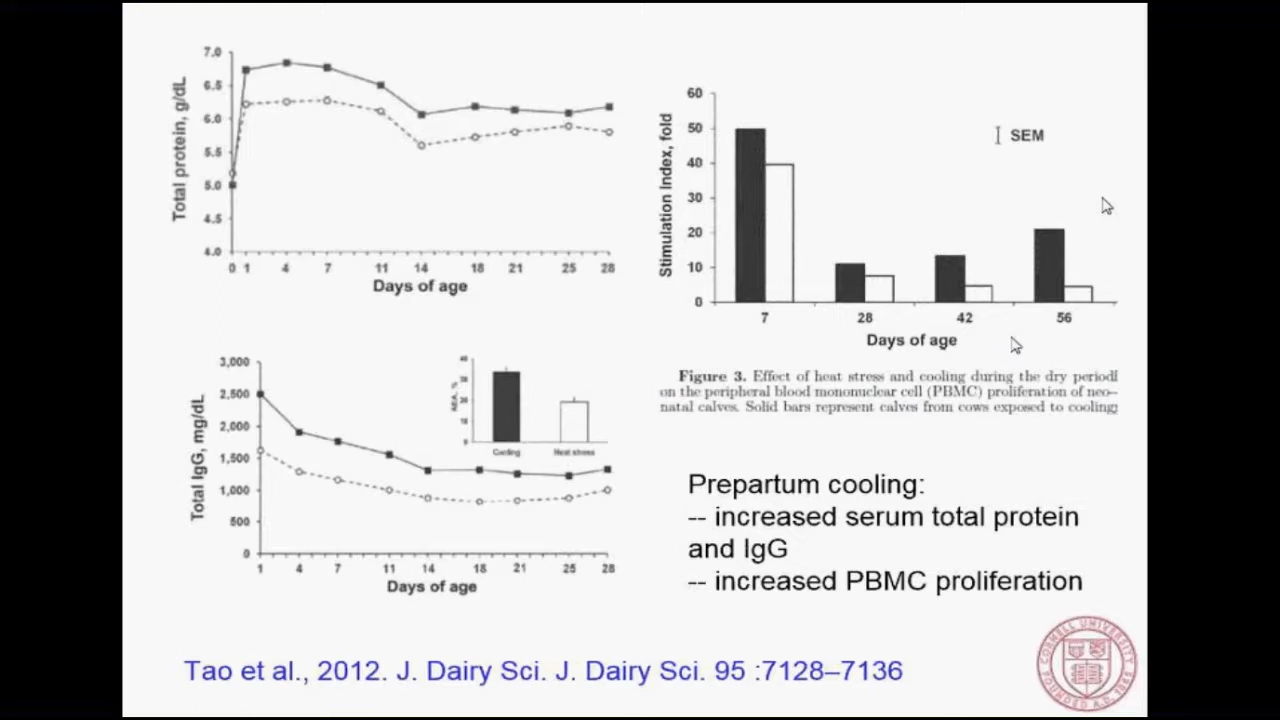 7.0
6.5
6.0
5.5
5.0
4.5
4.0
Total protein, g/dL
0 1 4 7 11 14 18 21 25 28
Days of age
60
50
40
30
20
10
0
Stimulation Index, fold
SEM
7 28 42 56
Days of age
Figure 3. Effect of heat stress and cooling during the dry period
on the peripheral blood mononuclear cell (PBMC) proliferation of neo-
natal calves. Solid bars represent calves from cows exposed to cooling
3,000
2,500
2,000
1,500
1,000
500
0
Total IgG, mg/dL
AEA, %
Cooling Heat stress
1 4 7 11 14 18 21 25 28
Days of age
Prepartum cooling:
-- increased serum total protein
and IgG
-- increased PBMC proliferation
Tao et al., 2012. J. Dairy Sci. J. Dairy Sci. 95 :7128–7136
CORNELL UNIVERSITY
FOUNDED A.D. 1865